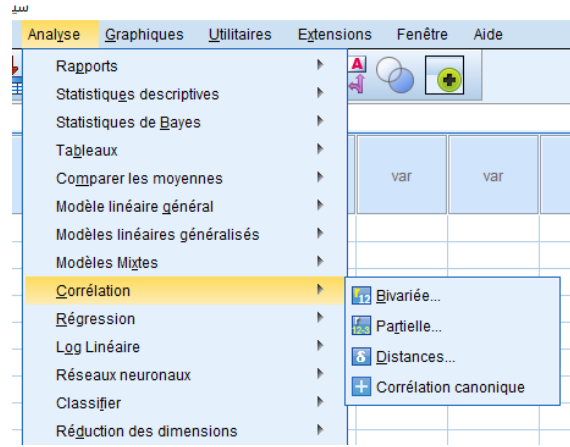 Analyse Graphiques Utilitaires Extensions Fenêtre Aide
Rapports
Statistiques descriptives
Statistiques de Bayes
Tableaux
Comparer les moyennes
var var
Modèle linéaire général
Modèles linéaires généralisés
Modèles Mixtes
Corrélation
Bivariée...
Régression
Partielle...
Log Linéaire
Distances...
Réseaux neuronaux
Corrélation canonique
Classifier
Réduction des dimensions